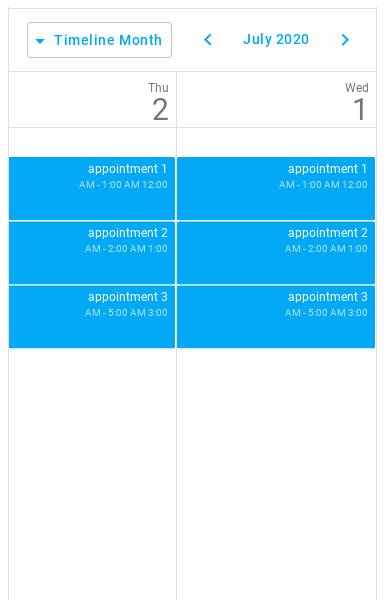 Timeline Month
July 2020
Thu
2
Wed
1
appointment 1
AM - 1:00 AM 12:00
appointment 1
AM - 1:00 AM 12:00
appointment 2
AM - 2:00 AM 1:00
appointment 2
AM - 2:00 AM 1:00
appointment 3
AM - 5:00 AM 3:00
appointment 3
AM - 5:00 AM 3:00